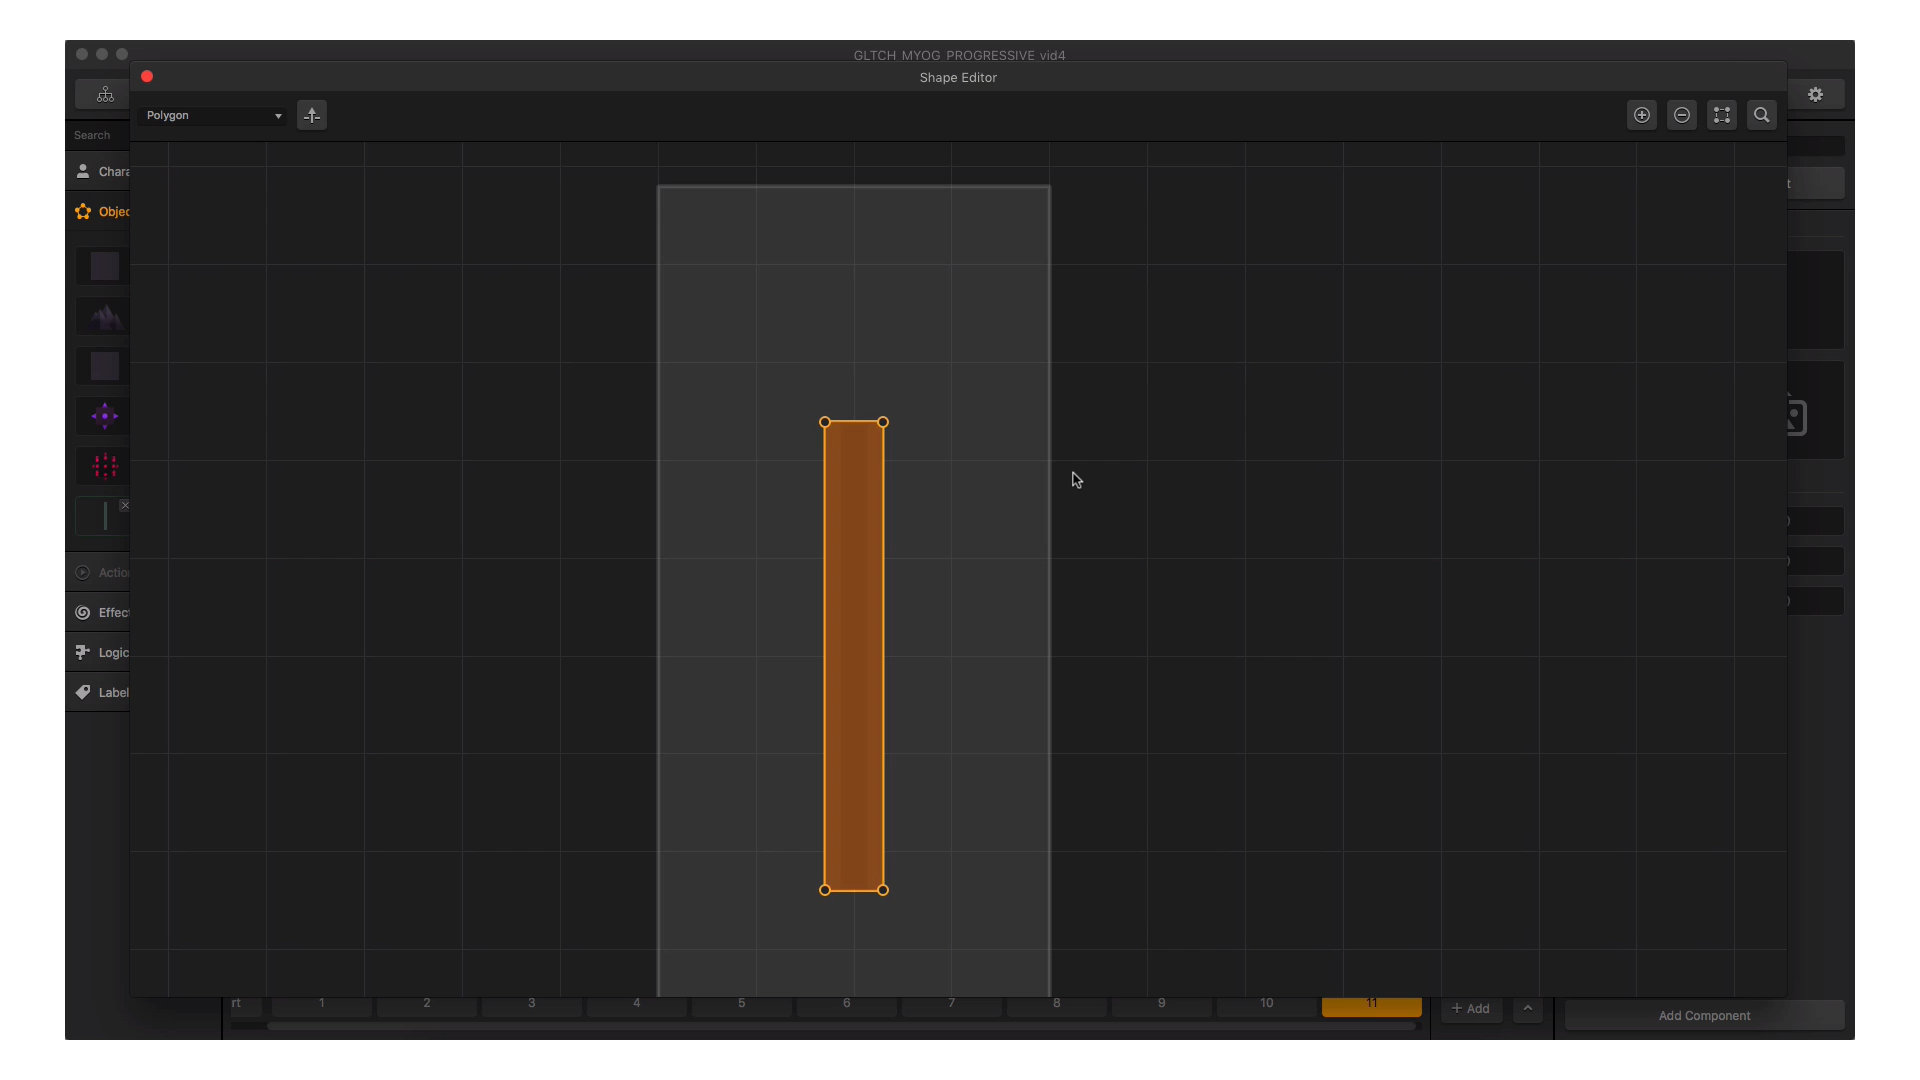 GLTCH MYOG PROGRESSIVE vid4
Shape Editor
Polygon
Search
Chara
Objec
Actio
Effec
Logic
Label
rt
1
2
3
4
5
6
7
8
9
10
11
+ Add
Add Component